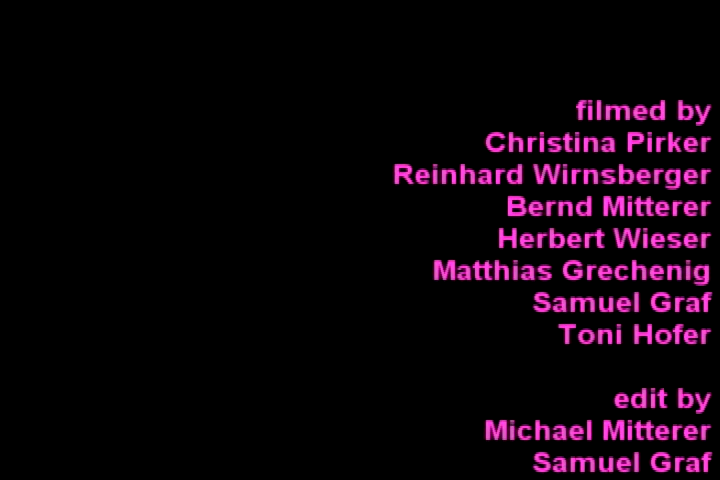 filmed by
Christina Pirker
Reinhard Wirnsberger
Bernd Mitterer
Herbert Wieser
Matthias Grechenig
Samuel Graf
Toni Hofer
edit by
Michael Mitterer
Samuel Graf